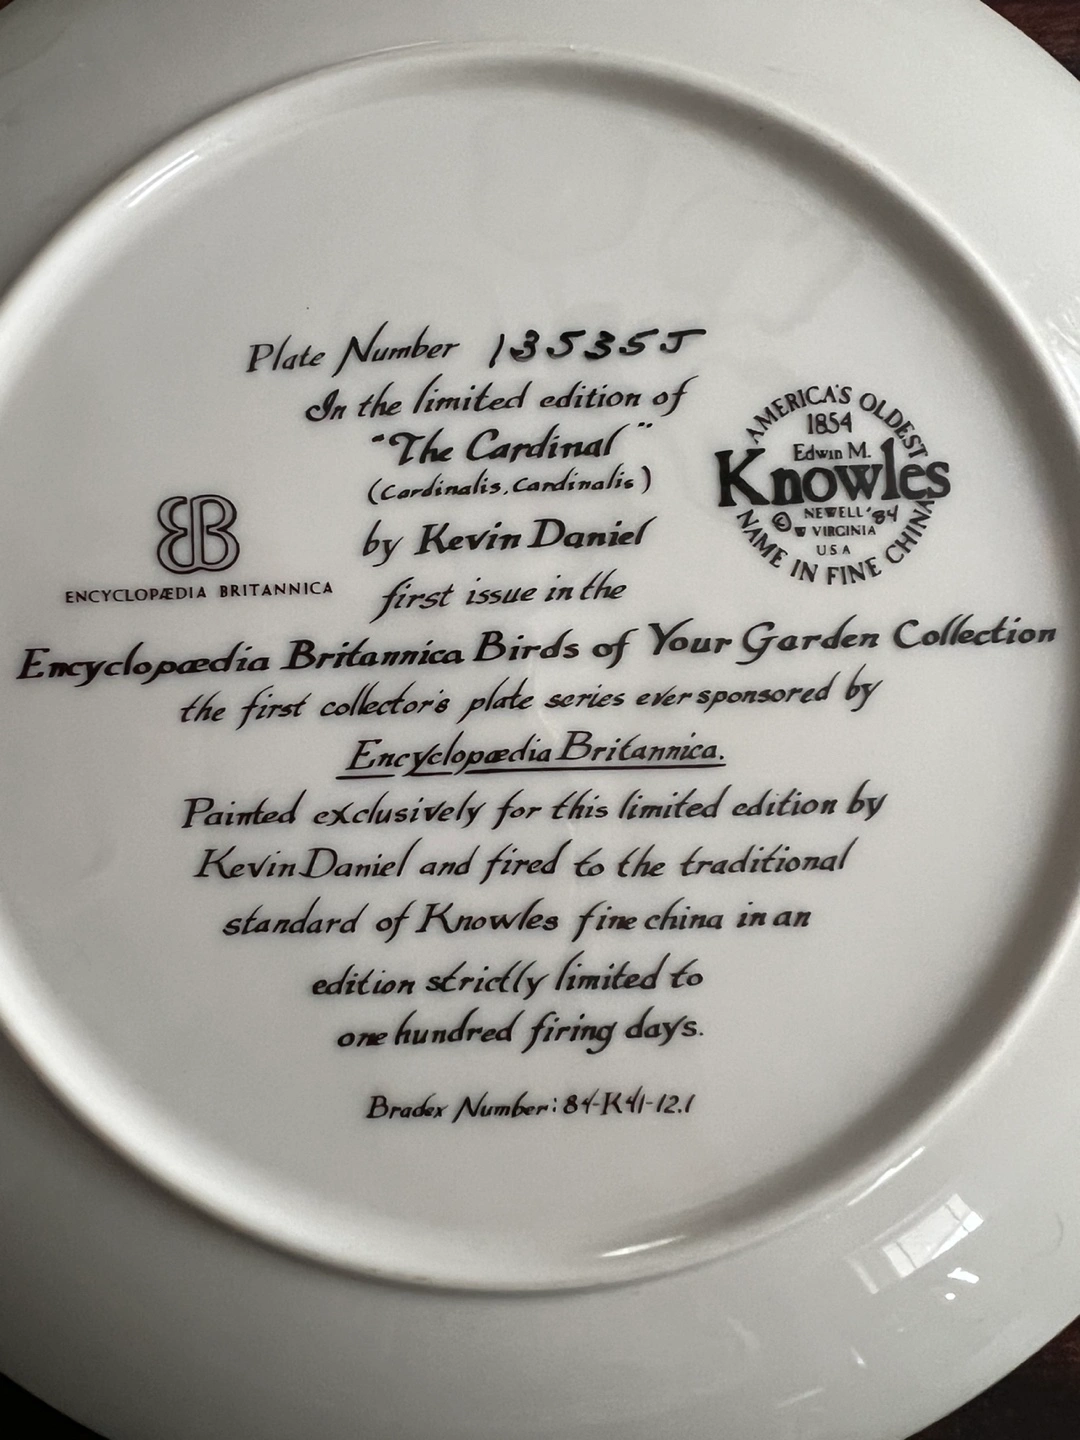 Plate Number 13535J
In the limited edition of
"The Cardinal"
(Cardinalis, Cardinalis)
by Kevin Daniel
first issue in the
Encyclopædia Britannica Birds of Your Garden Collection
the first collector's plate series ever sponsored by
Encyclopædia Britannica.
Painted exclusively for this limited edition by
Kevin Daniel and fired to the traditional
standard of Knowles fine china in an
edition strictly limited to
one hundred firing days.
Bradex Number: 84-K41-12.1
EB
ENCYCLOPÆDIA BRITANNICA
AMERICA'S OLDEST
1854
Edwin M.
Knowles
© NEWELL '84
W VIRGINIA
USA
NAME IN FINE CHINA